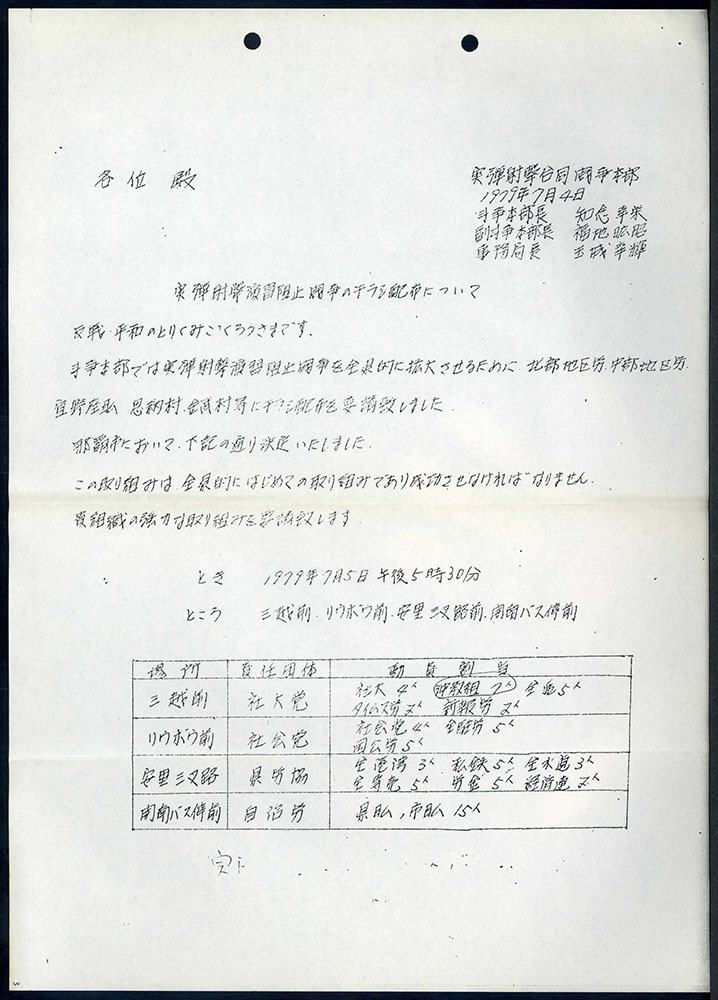 各位殿
実弾射撃合同闘争本部
1979年7月4日
斗争本部長 知念幸栄
副斗争本部長 福地昿昭
事務局長 玉城幸輝
実弾射撃演習阻止闘争のチラシ配布について
反戦・平和のとりくみごくろうさまです.
斗争本部では実弾射撃演習阻止闘争を全県的に拡大させるために、北部地区労.中部地区労.
宜野座 恩納村.金武村等にチラシ配布を要請致しました.
那覇市において、下記の通り決定いたしました.
この取り組みは、全県的にはじめての取り組みであり成功させなければなりません.
貴組織の強力な取り組みを要請致します.
とき 1979年7月5日 午後5時30分
ところ 三越前.リウボウ前.安里三叉路前.開南バス停前
場所 責任団体 動員割当
三越前 社大党 社大4人 沖教組7人 全逓5人
タイムス労2人 新報労2人
リウボウ前 社会党 社会党4人 全駐労5人
国公労5人
安里三叉路 県労協 全港湾3人 私鉄5人 全水道3人
全専売5人 労金5人 経済連2人
開南バス停前 自治労 県 , 市 15人